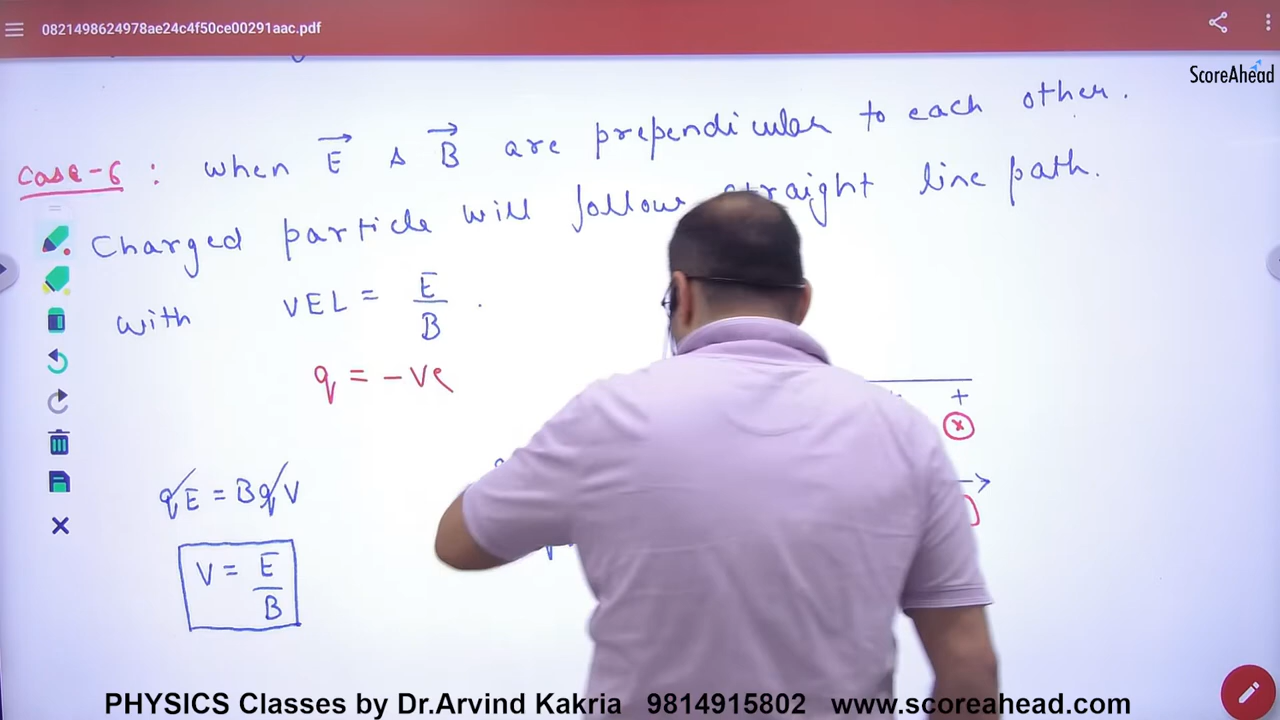 0821498624978ae24c4f50ce00291aac.pdf
ScoreAhead
Case-6 : when E & B are prependicular to each other.
Charged particle will follow straight line path.
with VEL = E/B .
q = -ve
+
x
qE = BqV
V = E/B
PHYSICS Classes by Dr.Arvind Kakria 9814915802 www.scoreahead.com